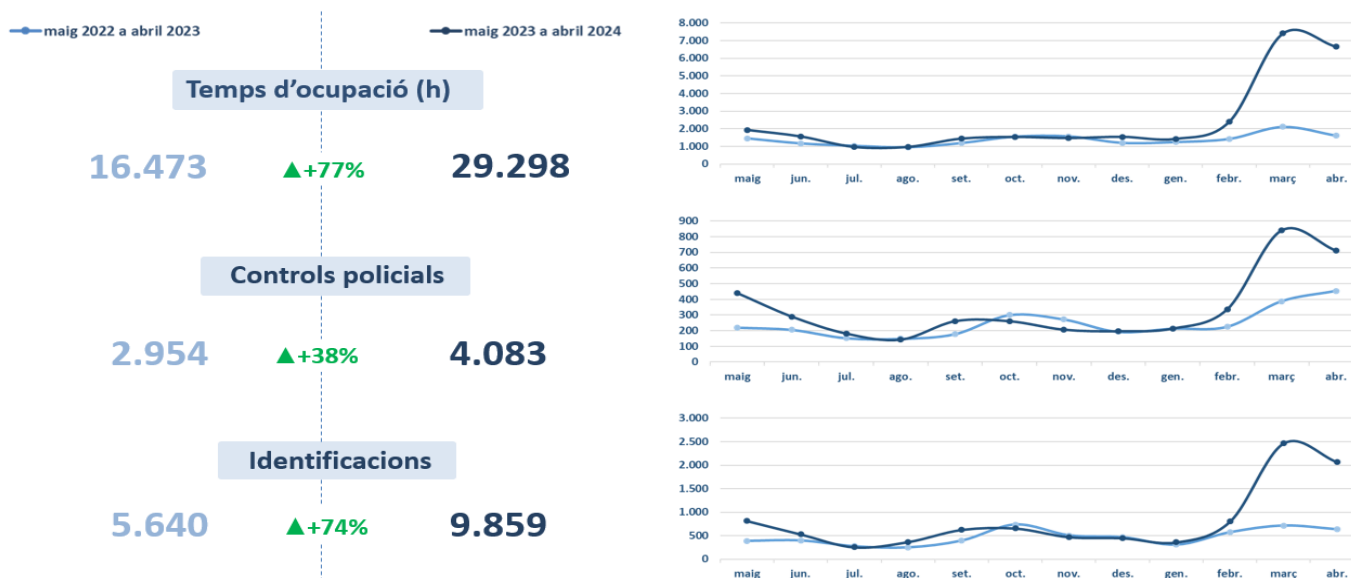 maig 2022 a abril 2023
maig 2023 a abril 2024
Temps d'ocupació (h)
16.473 ▲+77% 29.298
Controls policials
2.954 ▲+38% 4.083
Identificacions
5.640 ▲+74% 9.859
8.000
7.000
6.000
5.000
4.000
3.000
2.000
1.000
0
maig jun. jul. ago. set. oct. nov. des. gen. febr. març abr.
900
800
700
600
500
400
300
200
100
0
maig jun. jul. ago. set. oct. nov. des. gen. febr. març abr.
3.000
2.500
2.000
1.500
1.000
500
0
maig jun. jul. ago. set. oct. nov. des. gen. febr. març abr.